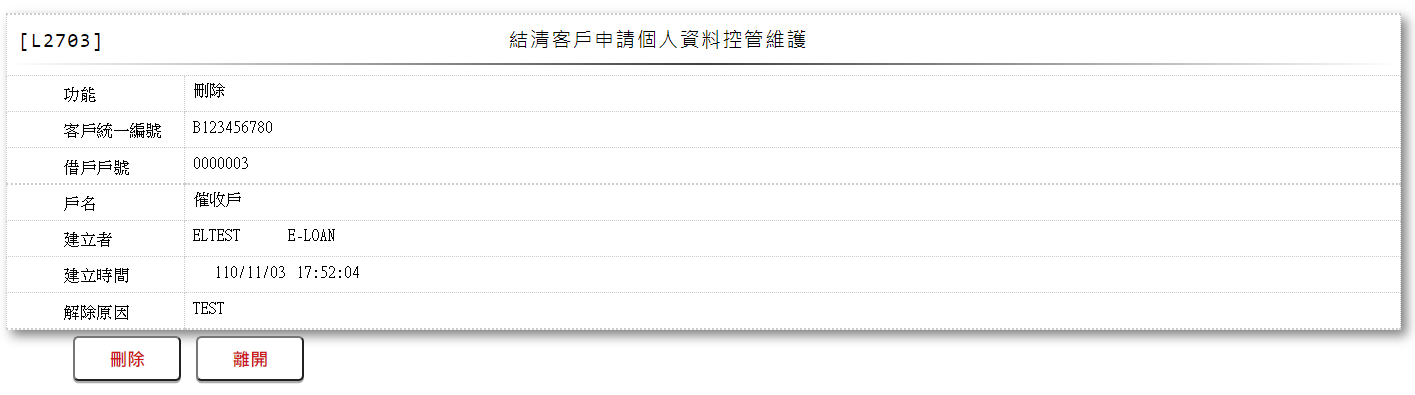 [L2703] 結清客戶申請個人資料控管維護
功能 刪除
客戶統一編號 B123456780
借戶戶號 0000003
戶名 催收戶
建立者 ELTEST E-LOAN
建立時間 110/11/03 17:52:04
解除原因 TEST
刪除 離開